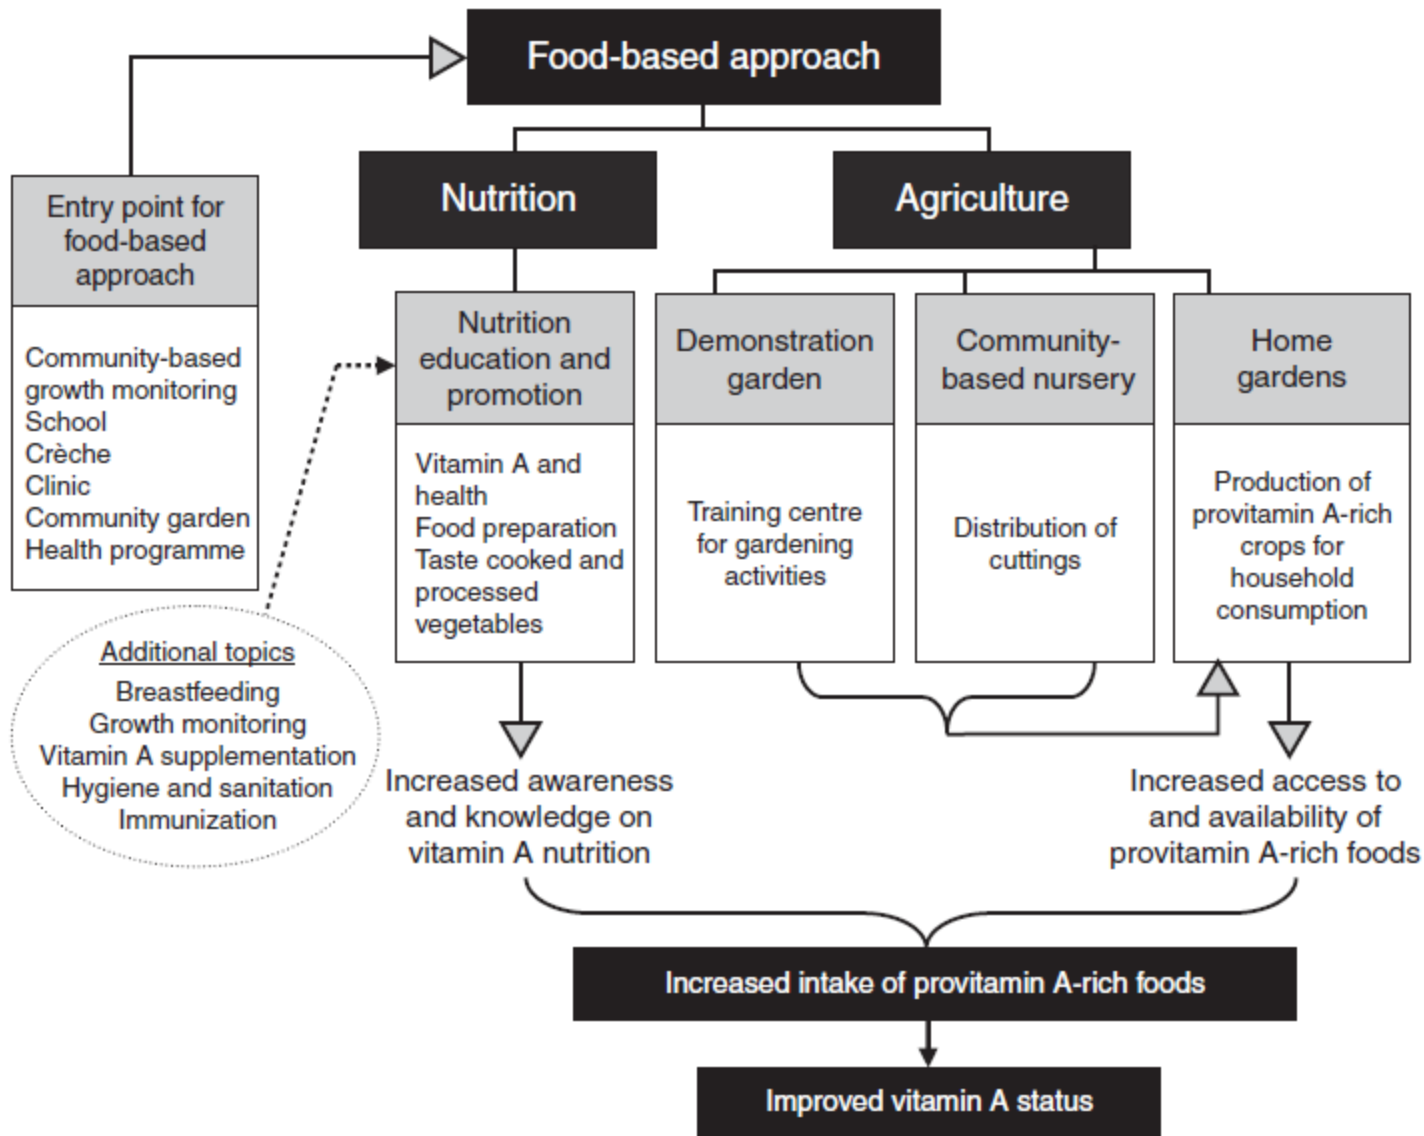 Food-based approach
Nutrition
Agriculture
Entry point for
food-based
approach
Community-based
growth monitoring
School
Crèche
Clinic
Community garden
Health programme
Nutrition
education and
promotion
Vitamin A and
health
Food preparation
Taste cooked and
processed
vegetables
Demonstration
garden
Training centre
for gardening
activities
Community-
based nursery
Distribution of
cuttings
Home
gardens
Production of
provitamin A-rich
crops for
household
consumption
Additional topics
Breastfeeding
Growth monitoring
Vitamin A supplementation
Hygiene and sanitation
Immunization
Increased awareness
and knowledge on
vitamin A nutrition
Increased access to
and availability of
provitamin A-rich foods
Increased intake of provitamin A-rich foods
Improved vitamin A status